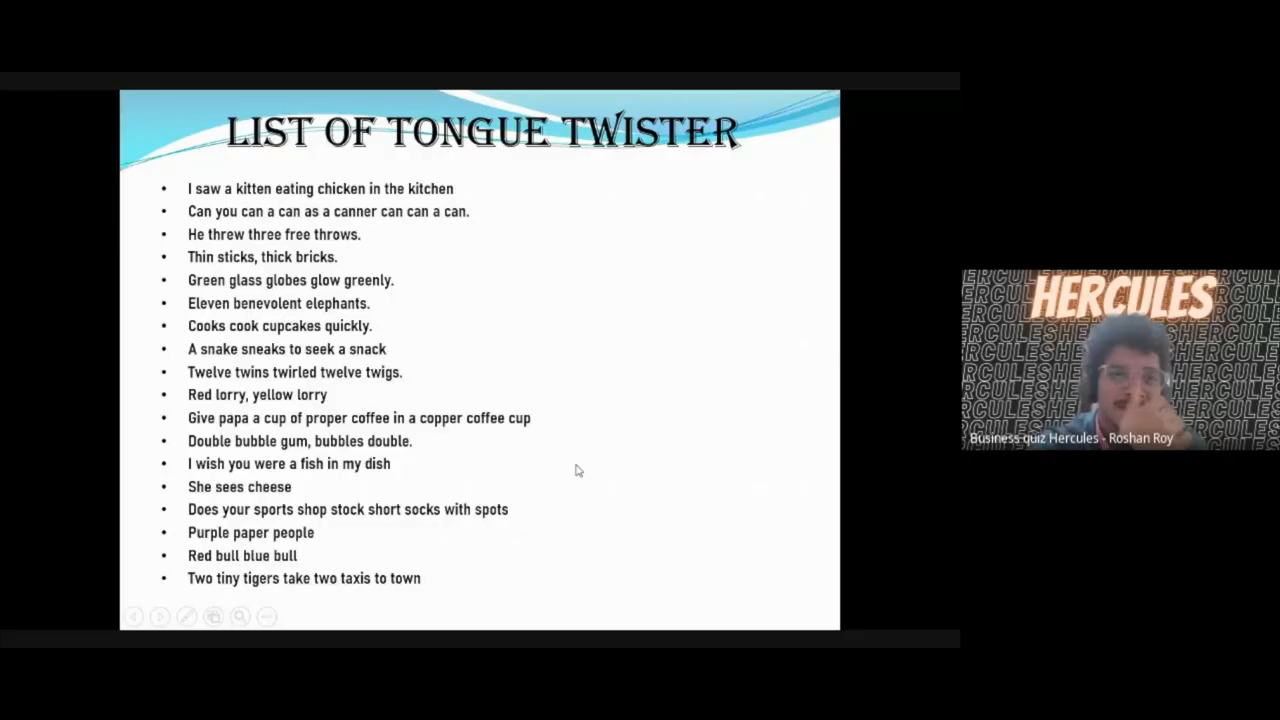 LIST OF TONGUE TWISTER
• I saw a kitten eating chicken in the kitchen
• Can you can a can as a canner can can a can.
• He threw three free throws.
• Thin sticks, thick bricks.
• Green glass globes glow greenly.
• Eleven benevolent elephants.
• Cooks cook cupcakes quickly.
• A snake sneaks to seek a snack
• Twelve twins twirled twelve twigs.
• Red lorry, yellow lorry
• Give papa a cup of proper coffee in a copper coffee cup
• Double bubble gum, bubbles double.
• I wish you were a fish in my dish
• She sees cheese
• Does your sports shop stock short socks with spots
• Purple paper people
• Red bull blue bull
• Two tiny tigers take two taxis to town
HERCULES
Business quiz Hercules - Roshan Roy